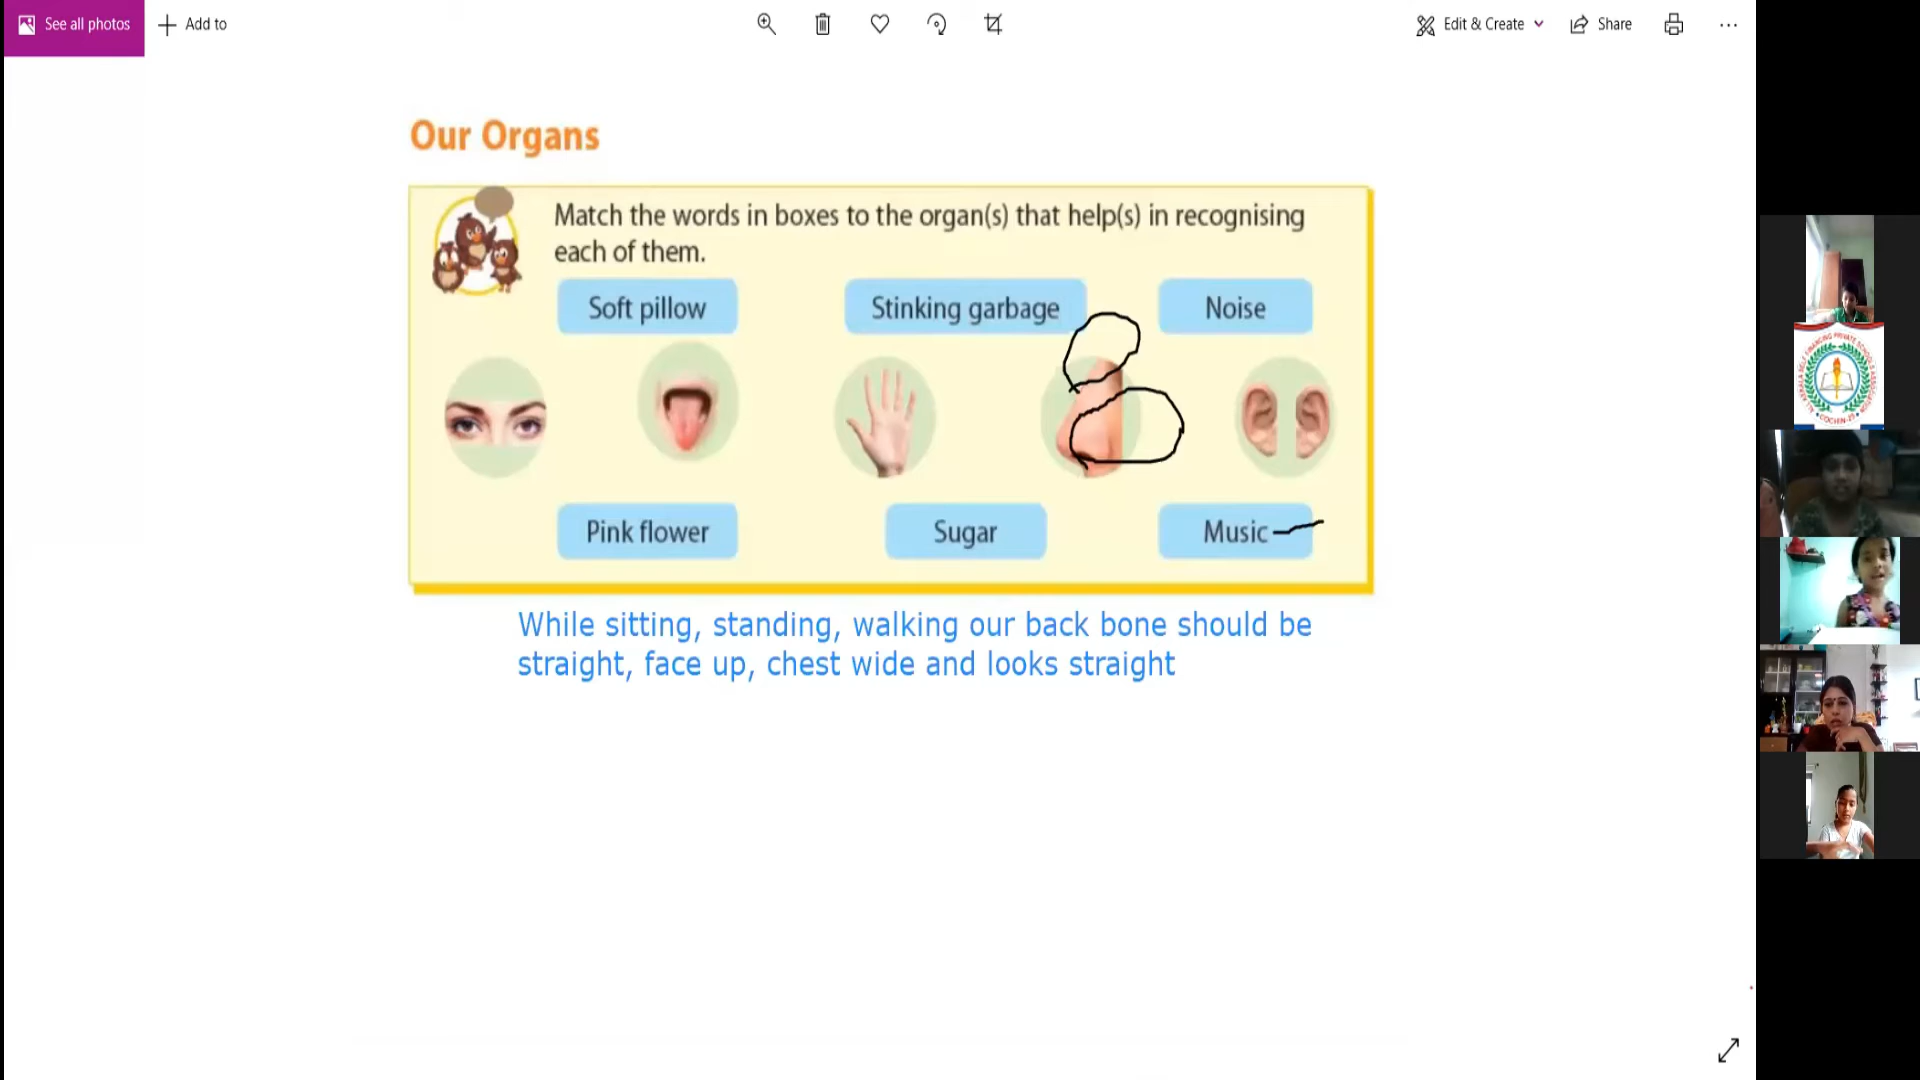 See all photos
Add to
Edit & Create
Share
Our Organs
Match the words in boxes to the organ(s) that help(s) in recognising
each of them.
Soft pillow
Stinking garbage
Noise
Pink flower
Sugar
Music
While sitting, standing, walking our back bone should be
straight, face up, chest wide and looks straight